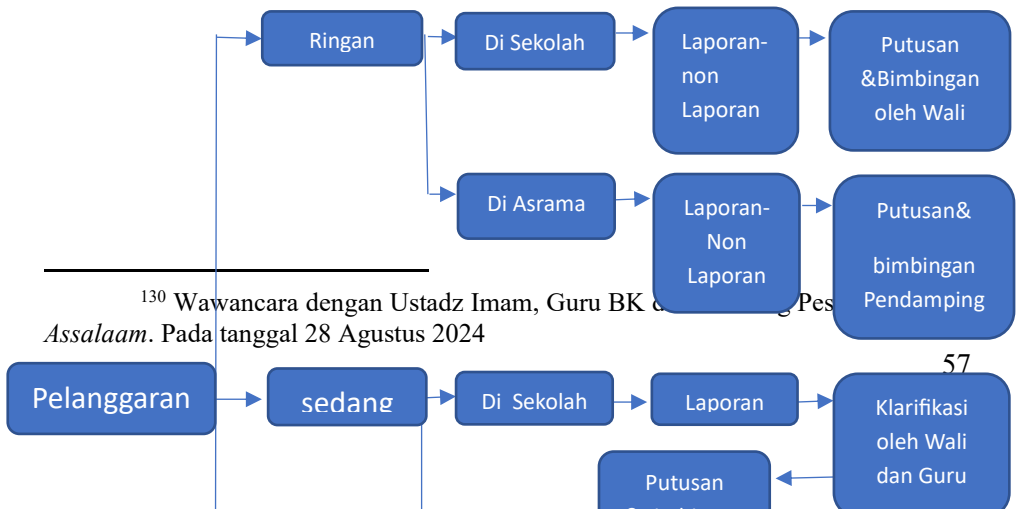 Ringan
Di Sekolah
Laporan-
non
Laporan
Putusan
&Bimbingan
oleh Wali
Di Asrama
Laporan-
Non
Laporan
Putusan&
bimbingan
Pendamping
130 Wawancara dengan Ustadz Imam, Guru BK
Assalaam. Pada tanggal 28 Agustus 2024
57
Pelanggaran
sedang
Di Sekolah
Laporan
Klarifikasi
oleh Wali
dan Guru
Putusan